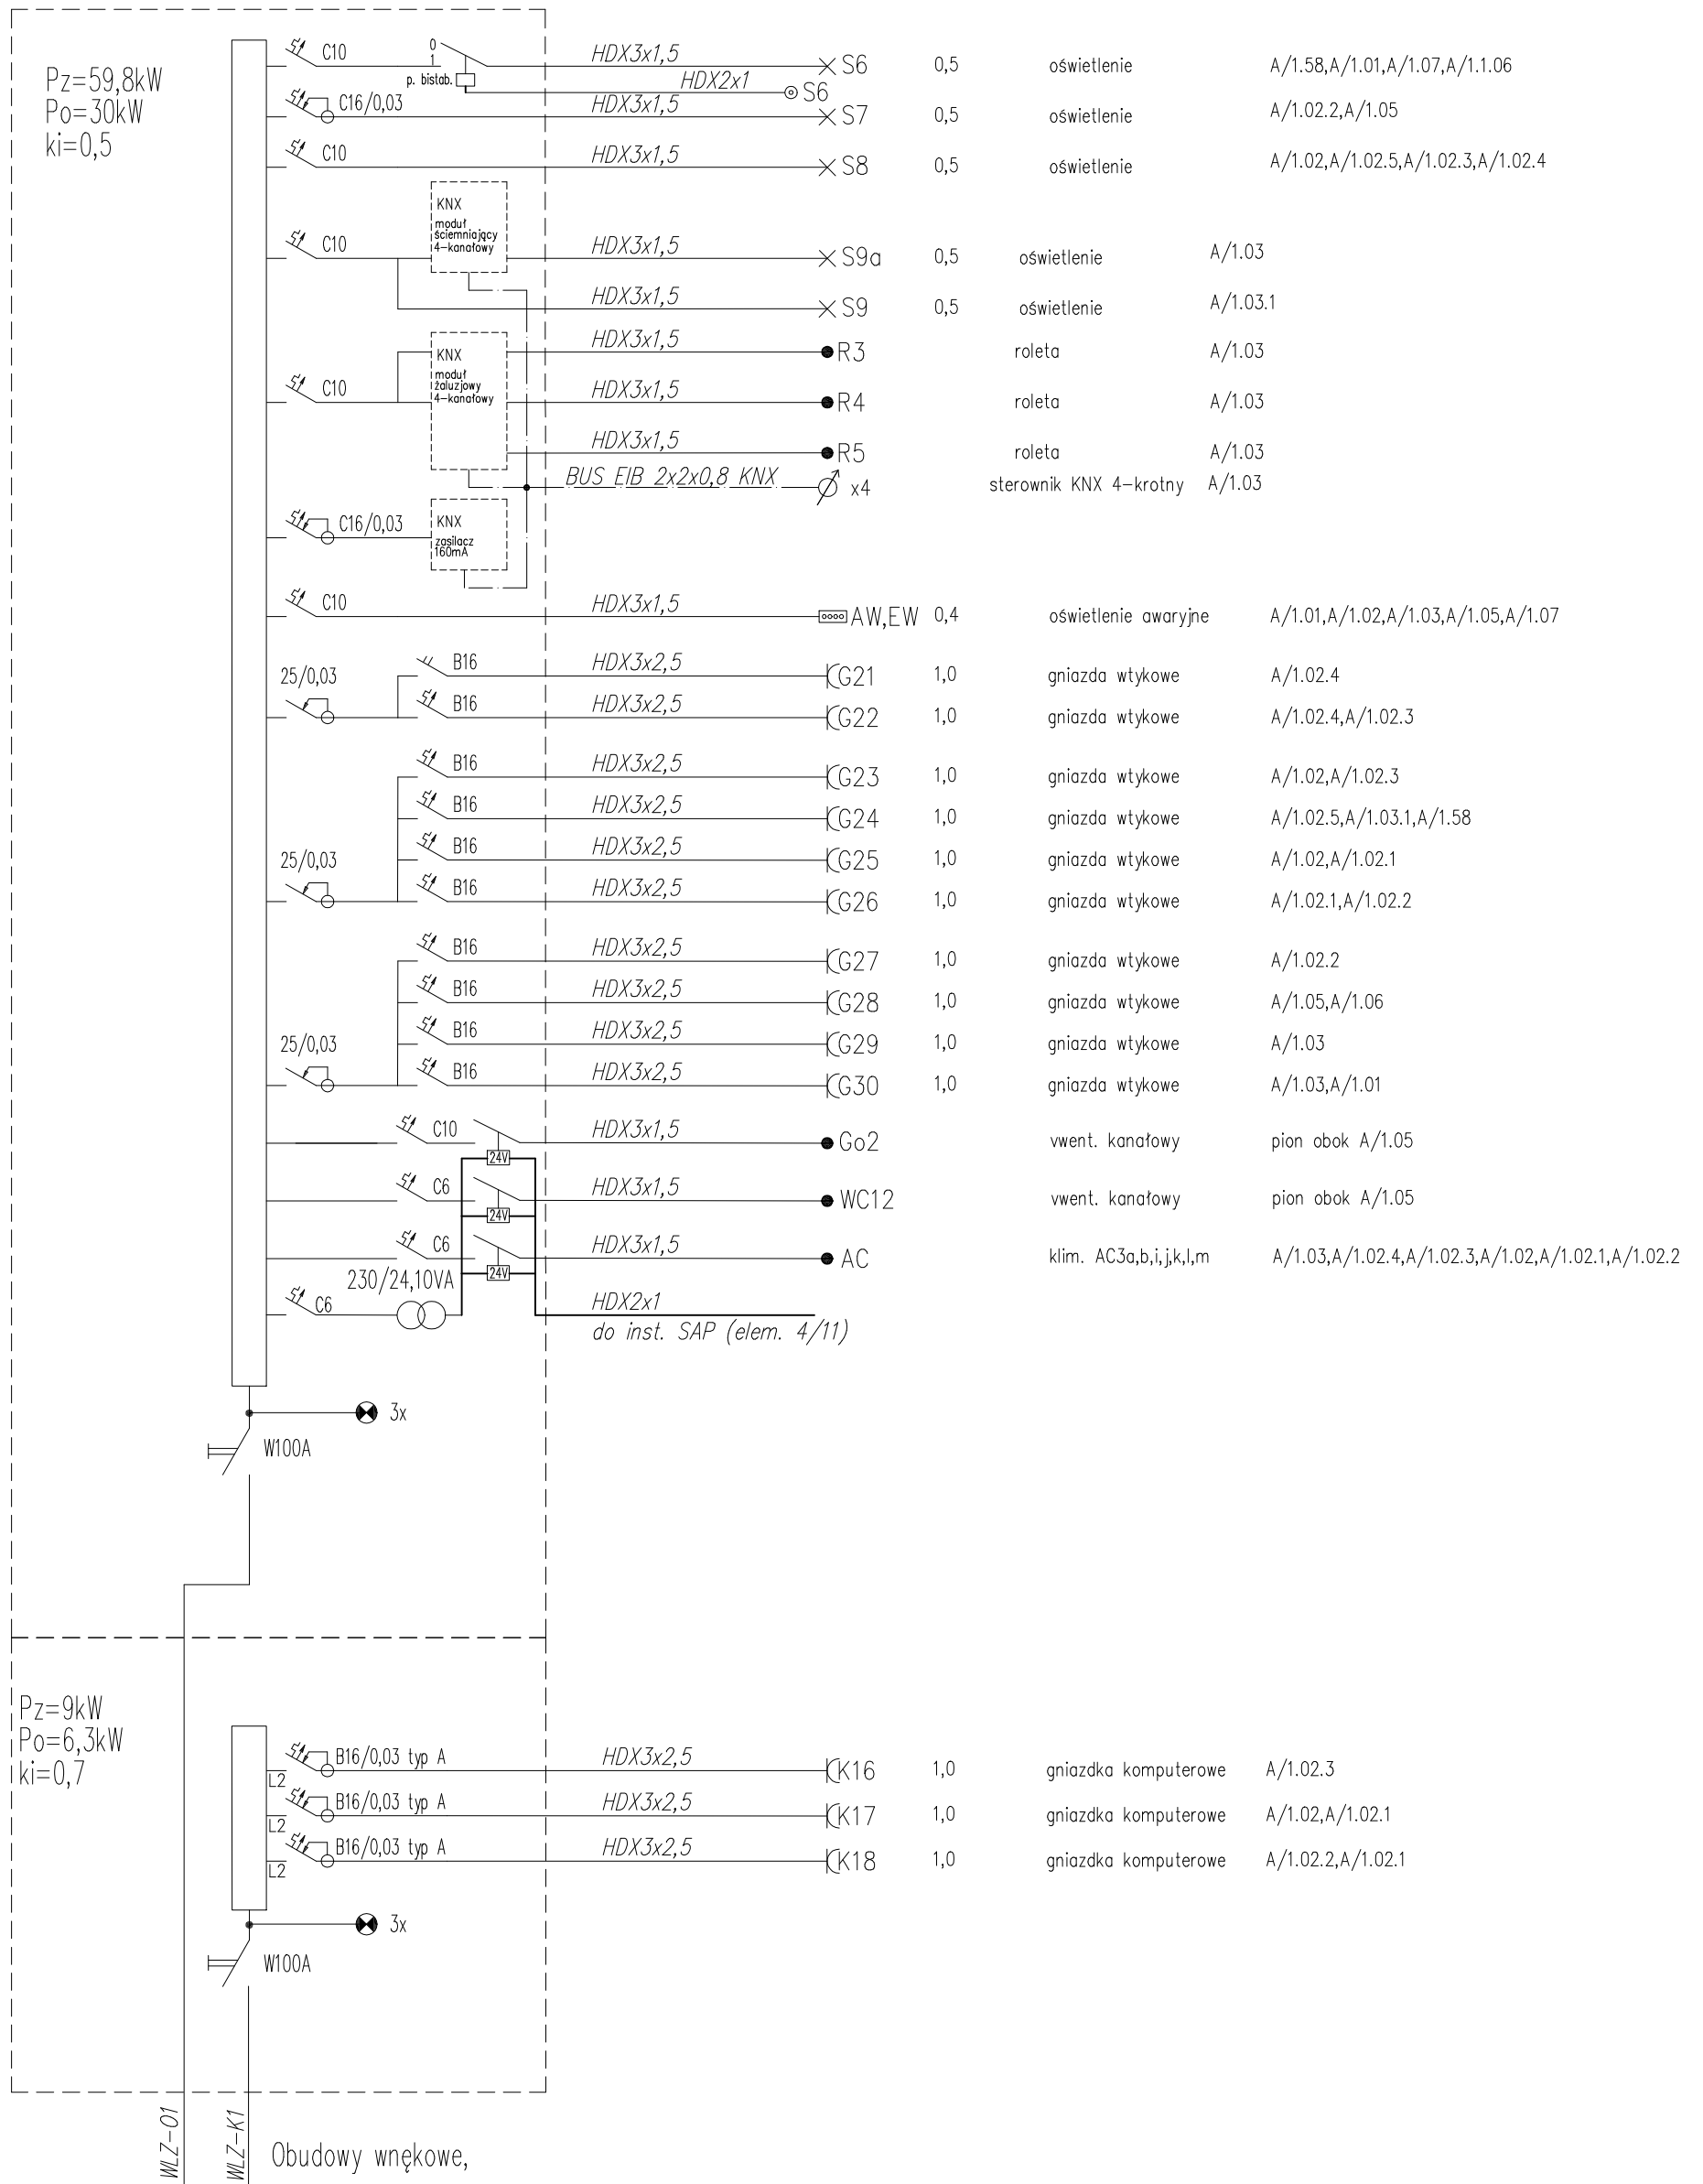 Pz=59,8kW
Po=30kW
ki=0,5
C10 0 1 p. bistab. HDX3x1,5 S6 0,5 oświetlenie A/1.58,A/1.01,A/1.07,A/1.1.06
HDX2x1 S6
C16/0,03 HDX3x1,5 S7 0,5 oświetlenie A/1.02.2,A/1.05
C10 HDX3x1,5 S8 0,5 oświetlenie A/1.02,A/1.02.5,A/1.02.3,A/1.02.4
KNX
moduł
ściemniający
4-kanałowy
C10 HDX3x1,5 S9a 0,5 oświetlenie A/1.03
HDX3x1,5 S9 0,5 oświetlenie A/1.03.1
HDX3x1,5 R3 roleta A/1.03
KNX
moduł
żaluzjowy
4-kanałowy
C10 HDX3x1,5 R4 roleta A/1.03
HDX3x1,5 R5 roleta A/1.03
BUS EIB 2x2x0,8 KNX x4 sterownik KNX 4-krotny A/1.03
C16/0,03 KNX
zasilacz
160mA
C10 HDX3x1,5 AW,EW 0,4 oświetlenie awaryjne A/1.01,A/1.02,A/1.03,A/1.05,A/1.07
25/0,03 B16 HDX3x2,5 G21 1,0 gniazda wtykowe A/1.02.4
B16 HDX3x2,5 G22 1,0 gniazda wtykowe A/1.02.4,A/1.02.3
B16 HDX3x2,5 G23 1,0 gniazda wtykowe A/1.02,A/1.02.3
B16 HDX3x2,5 G24 1,0 gniazda wtykowe A/1.02.5,A/1.03.1,A/1.58
25/0,03 B16 HDX3x2,5 G25 1,0 gniazda wtykowe A/1.02,A/1.02.1
B16 HDX3x2,5 G26 1,0 gniazda wtykowe A/1.02.1,A/1.02.2
B16 HDX3x2,5 G27 1,0 gniazda wtykowe A/1.02.2
B16 HDX3x2,5 G28 1,0 gniazda wtykowe A/1.05,A/1.06
25/0,03 B16 HDX3x2,5 G29 1,0 gniazda wtykowe A/1.03
B16 HDX3x2,5 G30 1,0 gniazda wtykowe A/1.03,A/1.01
C10 24V HDX3x1,5 Go2 vwent. kanałowy pion obok A/1.05
C6 24V HDX3x1,5 WC12 vwent. kanałowy pion obok A/1.05
C6 24V HDX3x1,5 AC klim. AC3a,b,i,j,k,l,m A/1.03,A/1.02.4,A/1.02.3,A/1.02,A/1.02.1,A/1.02.2
230/24,10VA
C6 HDX2x1
do inst. SAP (elem. 4/11)
3x
W100A
Pz=9kW
Po=6,3kW
ki=0,7
L2 B16/0,03 typ A HDX3x2,5 K16 1,0 gniazdka komputerowe A/1.02.3
L2 B16/0,03 typ A HDX3x2,5 K17 1,0 gniazdka komputerowe A/1.02,A/1.02.1
L2 B16/0,03 typ A HDX3x2,5 K18 1,0 gniazdka komputerowe A/1.02.2,A/1.02.1
3x
W100A
WLZ-01
WLZ-K1
Obudowy wnękowe,